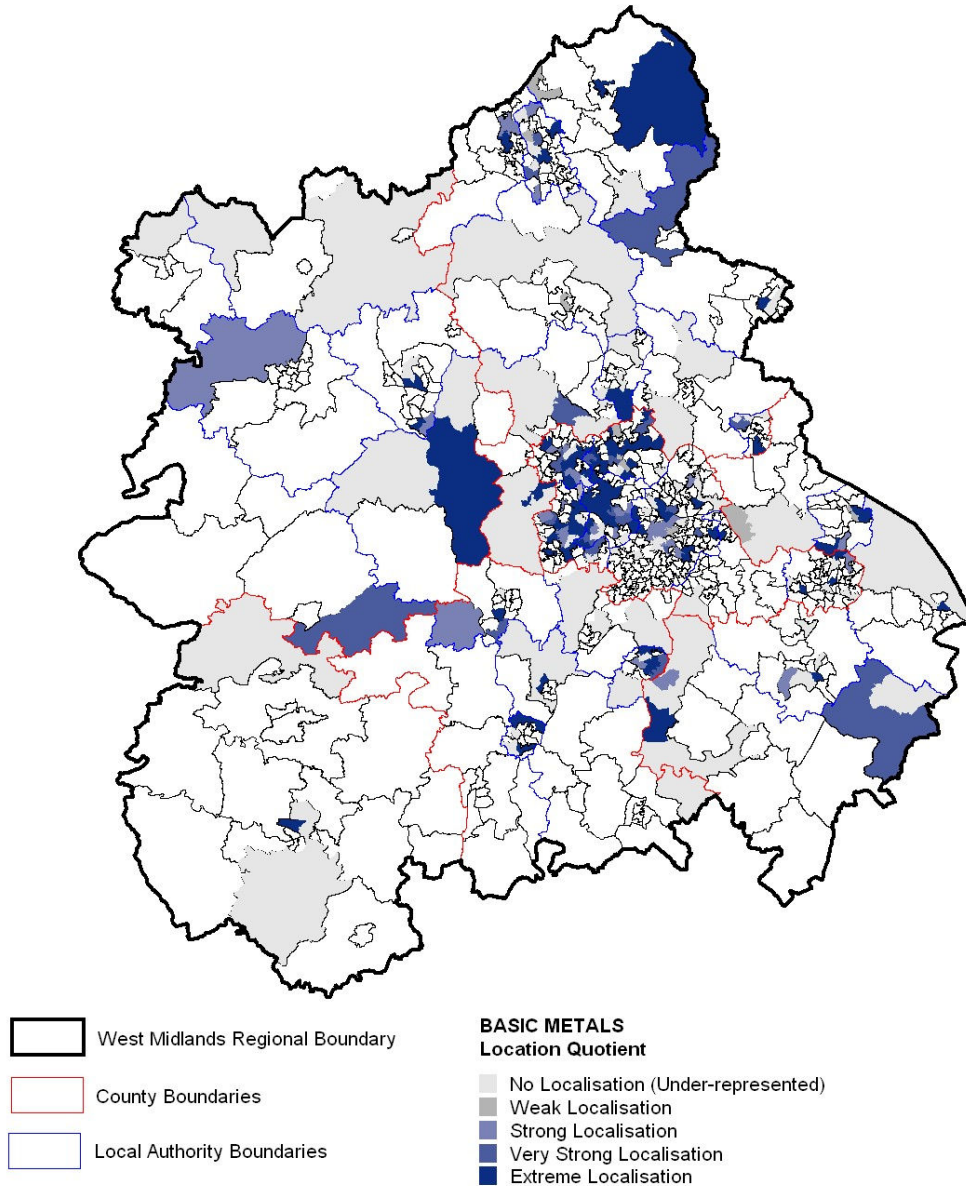 West Midlands Regional Boundary
County Boundaries
Local Authority Boundaries
BASIC METALS
Location Quotient
No Localisation (Under-represented)
Weak Localisation
Strong Localisation
Very Strong Localisation
Extreme Localisation